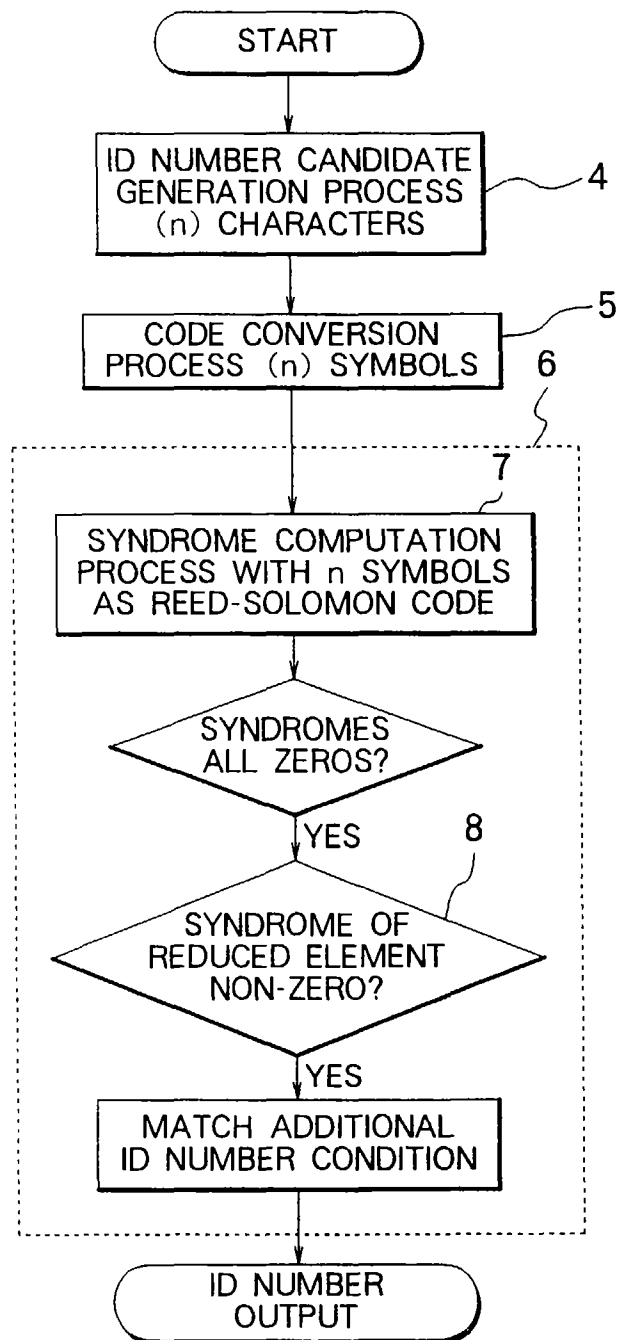 START
ID NUMBER CANDIDATE
GENERATION PROCESS
(n) CHARACTERS
4
CODE CONVERSION
PROCESS (n) SYMBOLS
5
6
7
SYNDROME COMPUTATION
PROCESS WITH n SYMBOLS
AS REED-SOLOMON CODE
SYNDROMES
ALL ZEROS?
YES
8
SYNDROME OF
REDUCED ELEMENT
NON-ZERO?
YES
MATCH ADDITIONAL
ID NUMBER CONDITION
ID NUMBER
OUTPUT